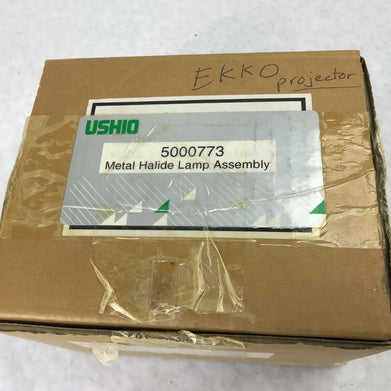 EKKO
projector
USHIO
5000773
Metal Halide Lamp Assembly